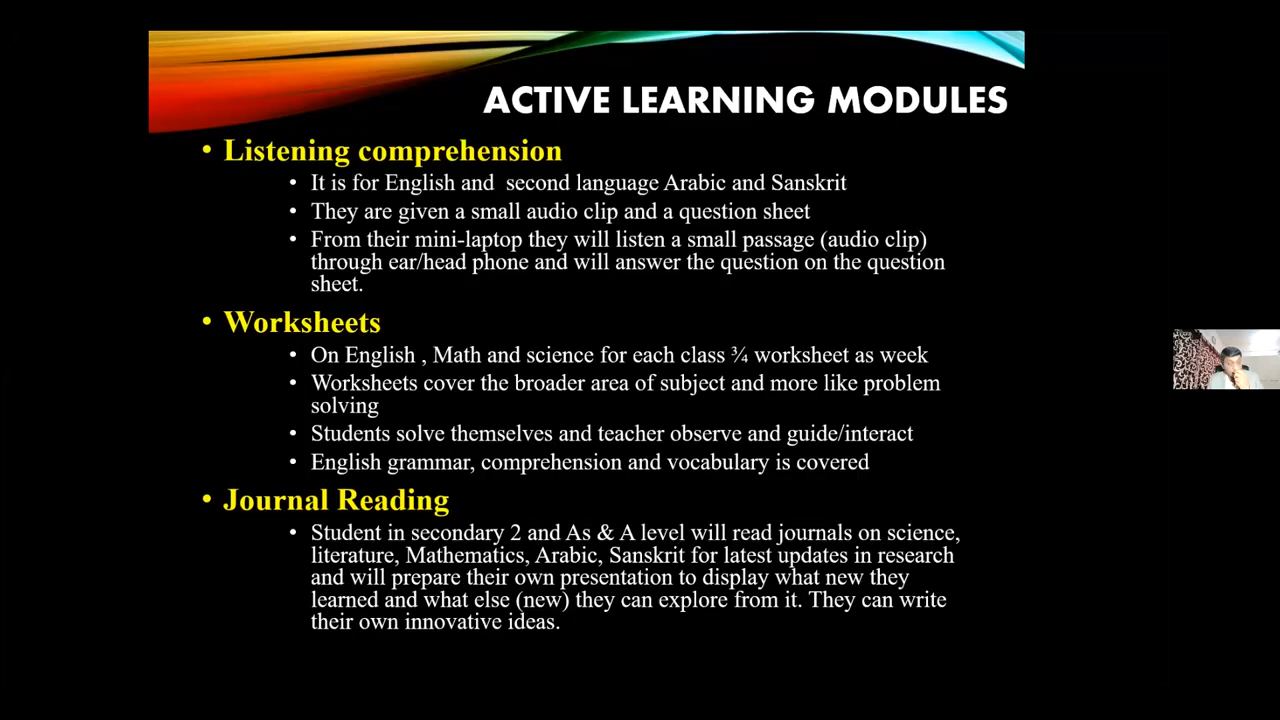 ACTIVE LEARNING MODULES
• Listening comprehension
• It is for English and second language Arabic and Sanskrit
• They are given a small audio clip and a question sheet
• From their mini-laptop they will listen a small passage (audio clip)
through ear/head phone and will answer the question on the question
sheet.
• Worksheets
• On English , Math and science for each class ¾ worksheet as week
• Worksheets cover the broader area of subject and more like problem
solving
• Students solve themselves and teacher observe and guide/interact
• English grammar, comprehension and vocabulary is covered
• Journal Reading
• Student in secondary 2 and As & A level will read journals on science,
literature, Mathematics, Arabic, Sanskrit for latest updates in research
and will prepare their own presentation to display what new they
learned and what else (new) they can explore from it. They can write
their own innovative ideas.